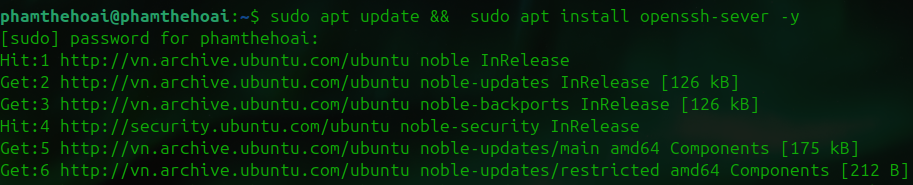 phamthehoai@phamthehoai:~$ sudo apt update &&  sudo apt install openssh-sever -y
[sudo] password for phamthehoai:
Hit:1 http://vn.archive.ubuntu.com/ubuntu noble InRelease
Get:2 http://vn.archive.ubuntu.com/ubuntu noble-updates InRelease [126 kB]
Get:3 http://vn.archive.ubuntu.com/ubuntu noble-backports InRelease [126 kB]
Hit:4 http://security.ubuntu.com/ubuntu noble-security InRelease
Get:5 http://vn.archive.ubuntu.com/ubuntu noble-updates/main amd64 Components [175 kB]
Get:6 http://vn.archive.ubuntu.com/ubuntu noble-updates/restricted amd64 Components [212 B]